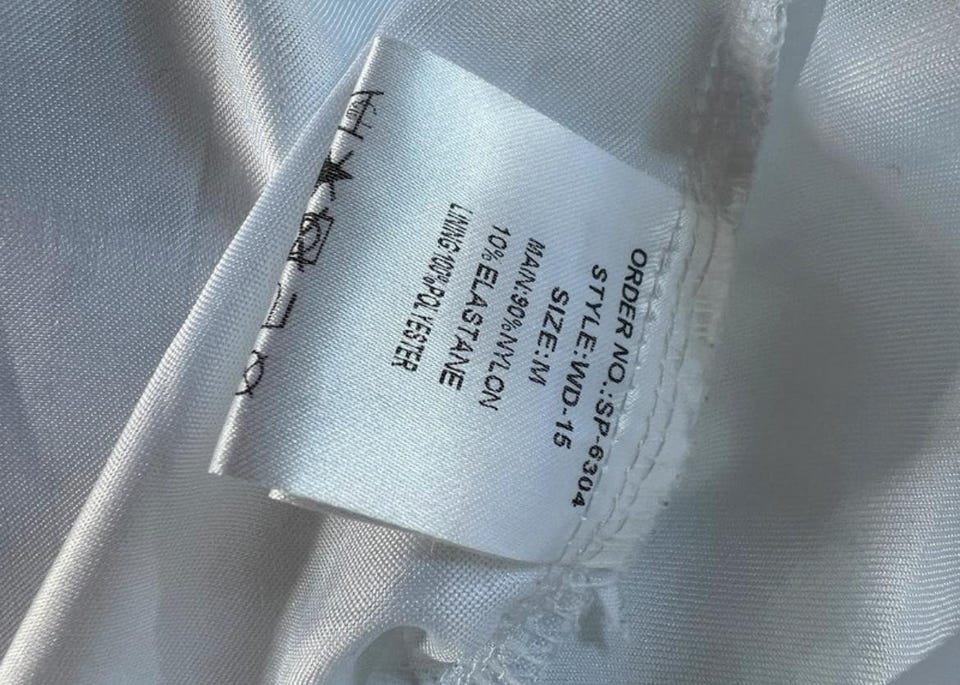 ORDER NO.:SP-6304
STYLE:WD-15
SIZE:M
MAIN:90%NYLON
10%ELASTANE
LINING:100%POLYESTER